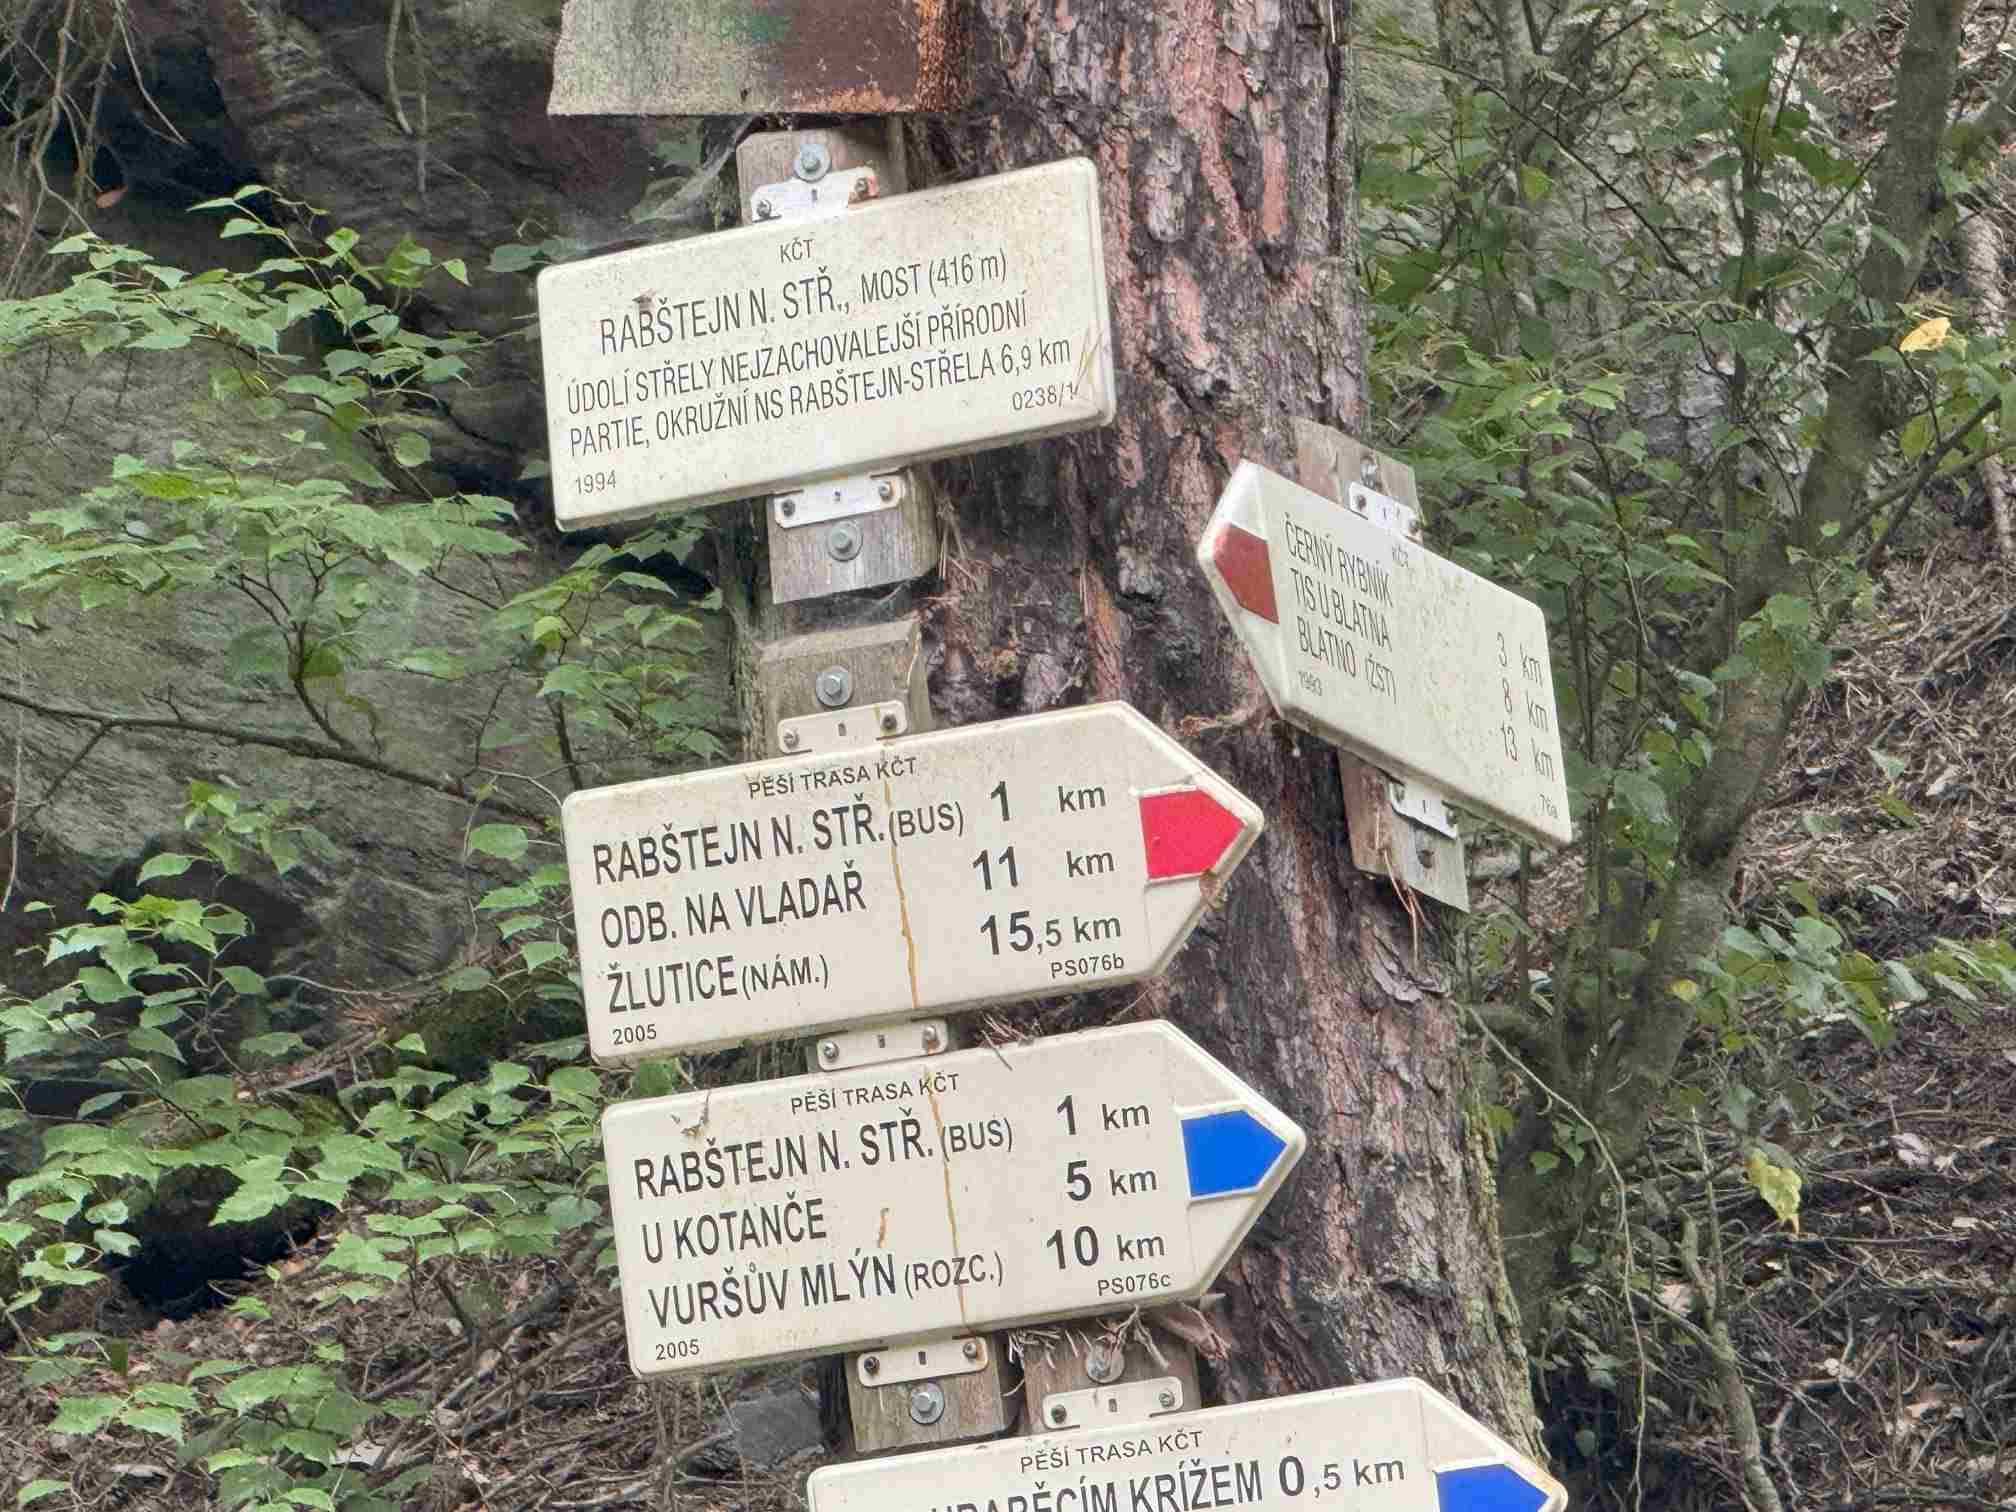 KČT
RABŠTEJN N. STŘ., MOST (416 m)
ÚDOLÍ STŘELY NEJZACHOVALEJŠÍ PŘÍRODNÍ
PARTIE, OKRUŽNÍ NS RABŠTEJN-STŘELA 6,9 km
1994 0238/1
KČT
ČERNÝ RYBNÍK 3 km
TIS U BLATNA 8 km
BLATNO (ŽST) 13 km
1993 76a
PĚŠÍ TRASA KČT
RABŠTEJN N. STŘ. (BUS) 1 km
ODB. NA VLADAŘ 11 km
ŽLUTICE (NÁM.) 15,5 km
2005 PS076b
PĚŠÍ TRASA KČT
RABŠTEJN N. STŘ. (BUS) 1 km
U KOTANČE 5 km
VURŠŮV MLÝN (ROZC.) 10 km
2005 PS076c
PĚŠÍ TRASA KČT
KŘÍŽEM 0,5 km